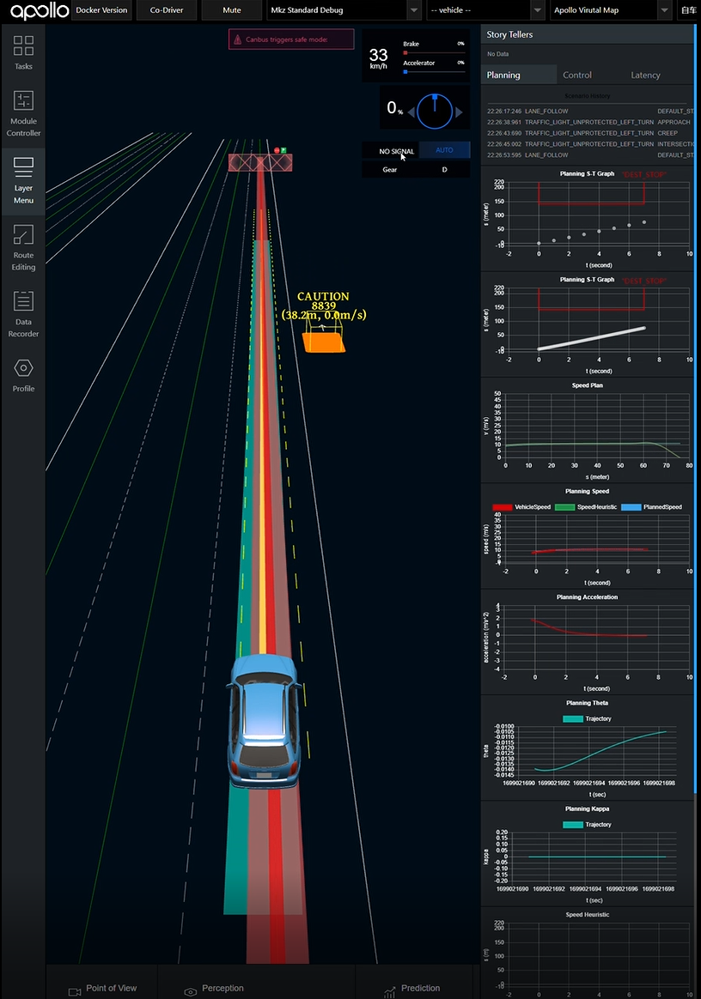 apollo Docker Version Co-Driver Mute Mkz Standard Debug -- vehicle -- Apollo Virutal Map 自车
Tasks
Module
Controller
Layer
Menu
Route
Editing
Data
Recorder
Profile
Canbus triggers safe mode:
33
km/h
Brake 0%
Accelerator 0%
0 %
NO SIGNAL AUTO
Gear D
CAUTION
8839
(38.2m, 0.0m/s)
Point of View Perception Prediction
Story Tellers
No Data
Planning Control Latency
Scenario History
22:26:17.246 LANE_FOLLOW DEFAULT_ST
22:26:38.961 TRAFFIC_LIGHT_UNPROTECTED_LEFT_TURN APPROACH
22:26:43.690 TRAFFIC_LIGHT_UNPROTECTED_LEFT_TURN CREEP
22:26:45.002 TRAFFIC_LIGHT_UNPROTECTED_LEFT_TURN INTERSECTIO
22:26:53.595 LANE_FOLLOW DEFAULT_ST
Planning S-T Graph "DEST_STOP"
220
150
100
50
0
-10
s (meter)
-2 0 2 4 6 8 10
t (second)
Planning S-T Graph "DEST_STOP"
220
150
100
50
0
-10
s (meter)
-2 0 2 4 6 8 10
t (second)
Speed Plan
50
45
40
35
30
25
20
15
10
5
0
v (m/s)
0 10 20 30 40 50 60 70 80
s (meter)
Planning Speed
VehicleSpeed SpeedHeuristic PlannedSpeed
40
35
30
25
20
15
10
5
speed (m/s)
-2 0 2 4 6 8 10
t (second)
Planning Acceleration
4
3
2
1
0
-1
-2
-3
-4
acceleration (m/s^2)
-2 0 2 4 6 8 10
t (second)
Planning Theta
Trajectory
-0.0100
-0.0105
-0.0110
-0.0115
-0.0120
-0.0125
-0.0130
-0.0135
-0.0140
-0.0145
theta
1699021690 1699021692 1699021694 1699021696 1699021698
t (sec)
Planning Kappa
Trajectory
0.20
0.15
0.10
0.05
0
-0.05
-0.10
-0.15
-0.20
kappa
1699021690 1699021692 1699021694 1699021696 1699021698
t (sec)
Speed Heuristic
220
150
100
50
0
-10
s (m)
-2 0 2 4 6 8 10